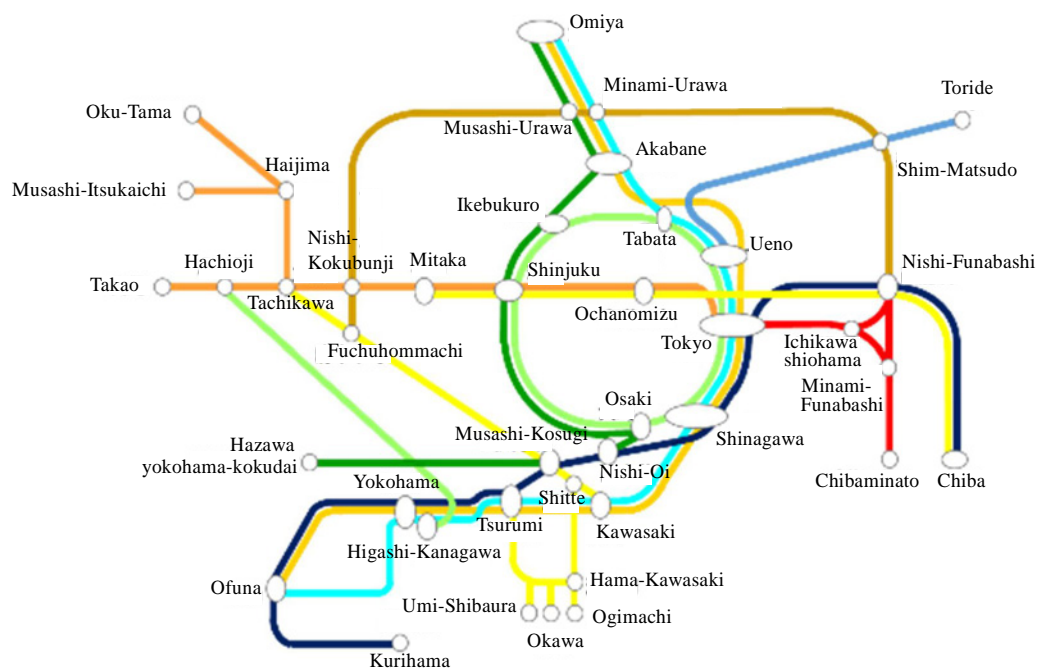 Omiya
Minami-Urawa
Toride
Oku-Tama
Musashi-Urawa
Akabane
Haijima
Shim-Matsudo
Musashi-Itsukaichi
Ikebukuro
Tabata
Ueno
Nishi-
Kokubunji
Hachioji
Mitaka
Shinjuku
Nishi-Funabashi
Takao
Tachikawa
Ochanomizu
Tokyo
Ichikawa
shiohama
Fuchuhommachi
Minami-
Funabashi
Osaki
Musashi-Kosugi
Shinagawa
Hazawa
yokohama-kokudai
Nishi-Oi
Chibaminato
Chiba
Yokohama
Shitte
Tsurumi
Kawasaki
Higashi-Kanagawa
Ofuna
Hama-Kawasaki
Umi-Shibaura
Ogimachi
Okawa
Kurihama